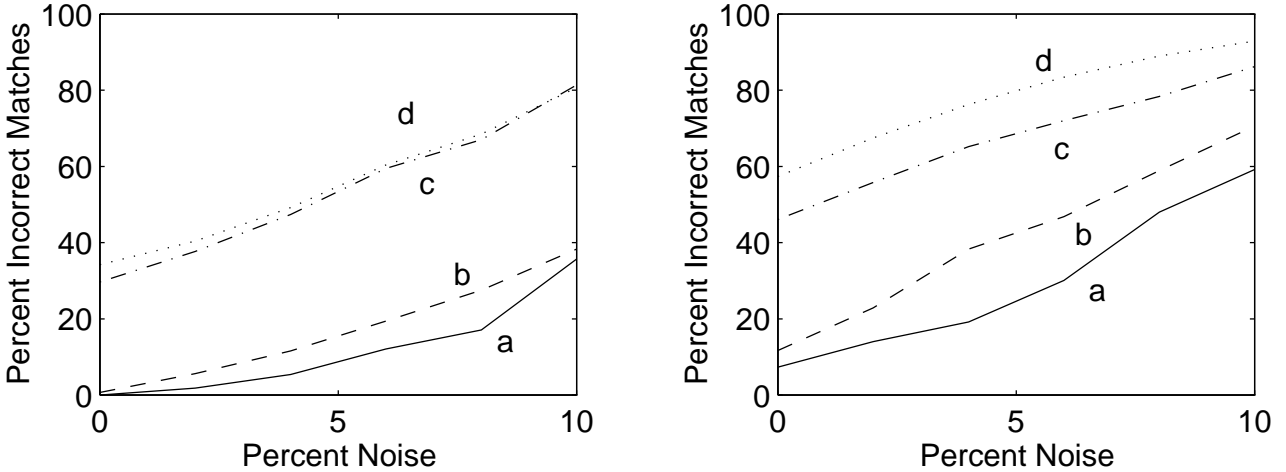 Percent Incorrect Matches
100
80
60
40
20
0
d
c
b
a
0 5 10
Percent Noise
Percent Incorrect Matches
100
80
60
40
20
0
d
c
b
a
0 5 10
Percent Noise